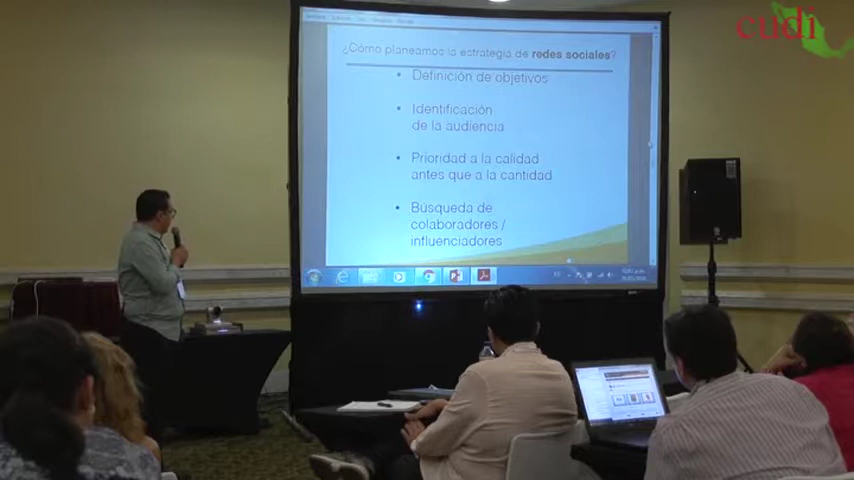 cudi
¿Cómo planeamos la estrategia de redes sociales?
• Definición de objetivos
• Identificación
de la audiencia
• Prioridad a la calidad
antes que a la cantidad
• Búsqueda de
colaboradores /
influenciadores